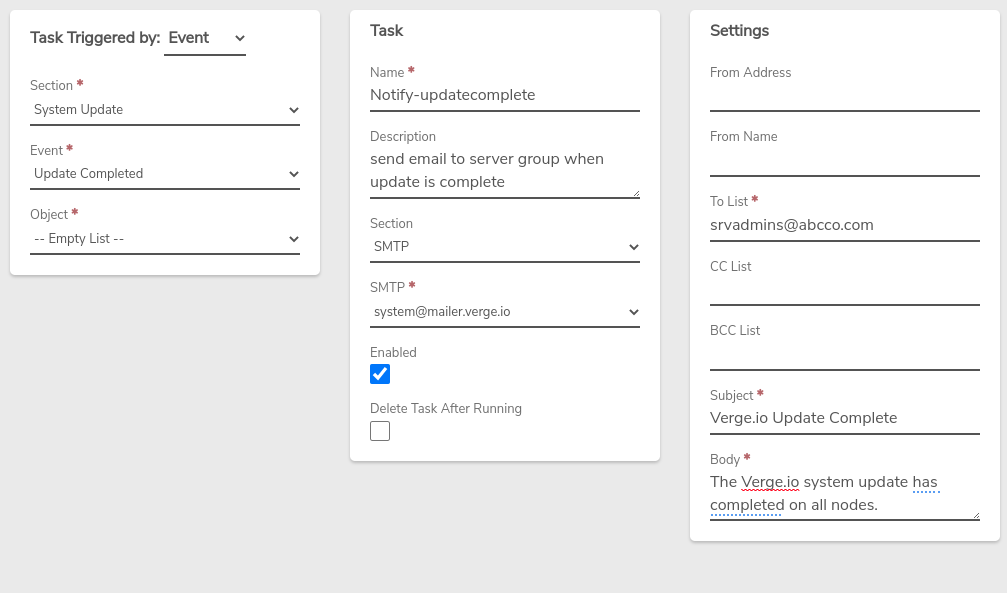 Task Triggered by: Event
Section *
System Update
Event *
Update Completed
Object *
-- Empty List --
Task
Name *
Notify-updatecomplete
Description
send email to server group when
update is complete
Section
SMTP
SMTP *
system@mailer.verge.io
Enabled
Delete Task After Running
Settings
From Address
From Name
To List *
srvadmins@abcco.com
CC List
BCC List
Subject *
Verge.io Update Complete
Body *
The Verge.io system update has
completed on all nodes.